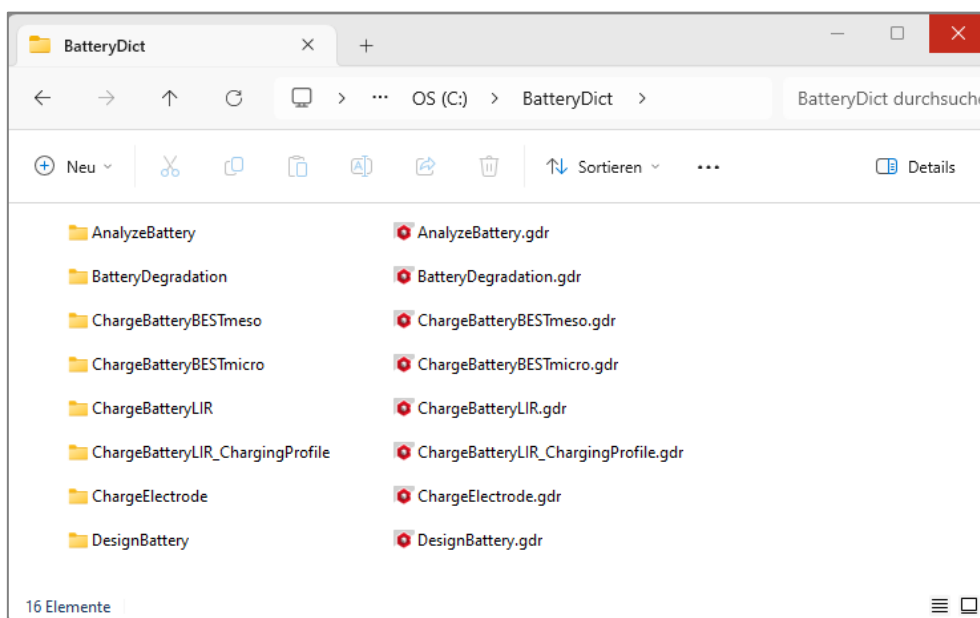 BatteryDict
OS (C:) > BatteryDict >
BatteryDict durchsuche
Neu
Sortieren
Details
AnalyzeBattery AnalyzeBattery.gdr
BatteryDegradation BatteryDegradation.gdr
ChargeBatteryBESTmeso ChargeBatteryBESTmeso.gdr
ChargeBatteryBESTmicro ChargeBatteryBESTmicro.gdr
ChargeBatteryLIR ChargeBatteryLIR.gdr
ChargeBatteryLIR_ChargingProfile ChargeBatteryLIR_ChargingProfile.gdr
ChargeElectrode ChargeElectrode.gdr
DesignBattery DesignBattery.gdr
16 Elemente